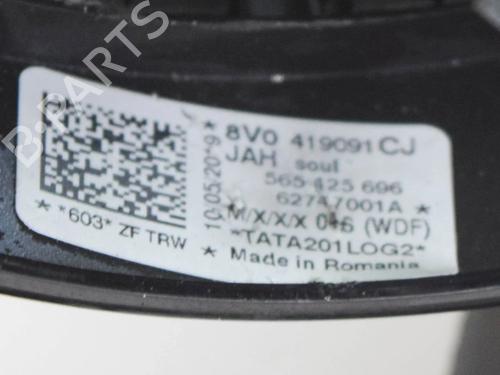 B-PARTS
* 8V0 419091 CJ
JAH soul
565 425 696
62747001A *
* M/X/X/X 046 (WDF)
*TATA201LOG2*
* Made in Romania
10.05.2019
* *603* ZF TRW